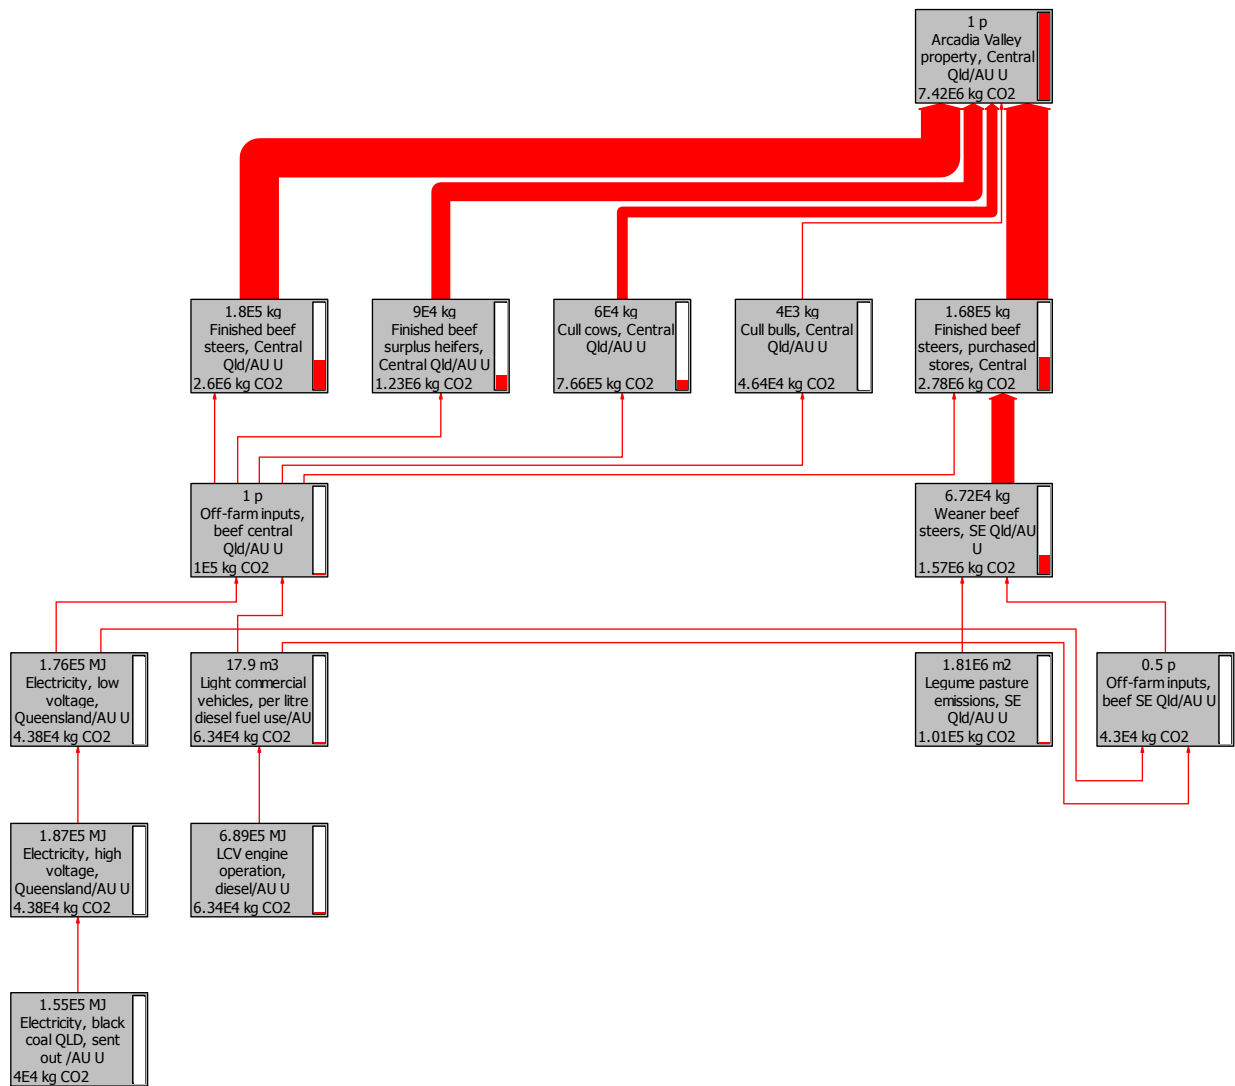 1 p
Arcadia Valley
property, Central
Qld/AU U
7.42E6 kg CO2
1.8E5 kg
Finished beef
steers, Central
Qld/AU U
2.6E6 kg CO2
9E4 kg
Finished beef
surplus heifers,
Central Qld/AU U
1.23E6 kg CO2
6E4 kg
Cull cows, Central
Qld/AU U
7.66E5 kg CO2
4E3 kg
Cull bulls, Central
Qld/AU U
4.64E4 kg CO2
1.68E5 kg
Finished beef
steers, purchased
stores, Central
2.78E6 kg CO2
1 p
Off-farm inputs,
beef central
Qld/AU U
1E5 kg CO2
6.72E4 kg
Weaner beef
steers, SE Qld/AU
U
1.57E6 kg CO2
1.76E5 MJ
Electricity, low
voltage,
Queensland/AU U
4.38E4 kg CO2
17.9 m3
Light commercial
vehicles, per litre
diesel fuel use/AU
6.34E4 kg CO2
1.81E6 m2
Legume pasture
emissions, SE
Qld/AU U
1.01E5 kg CO2
0.5 p
Off-farm inputs,
beef SE Qld/AU U
4.3E4 kg CO2
1.87E5 MJ
Electricity, high
voltage,
Queensland/AU U
4.38E4 kg CO2
6.89E5 MJ
LCV engine
operation,
diesel/AU U
6.34E4 kg CO2
1.55E5 MJ
Electricity, black
coal QLD, sent
out /AU U
4E4 kg CO2